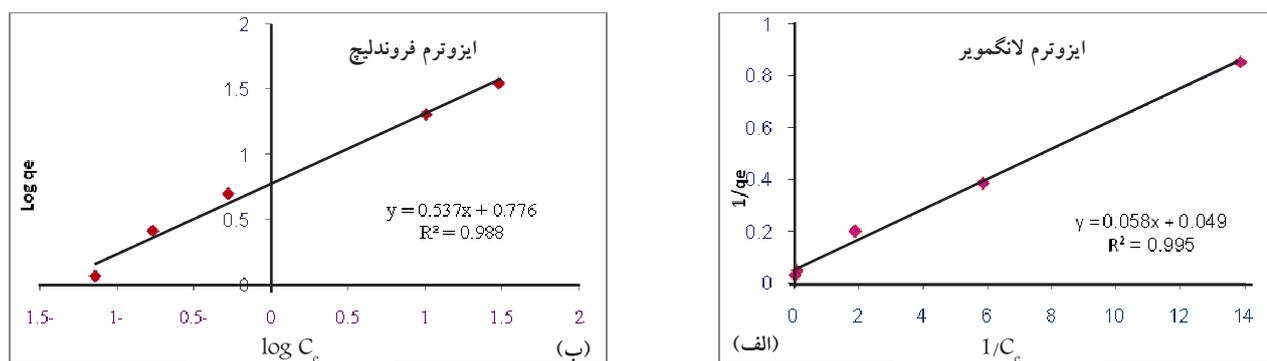 ایزوترم فروندلیچ
2
1.5
1
0.5
0
Log qe
y = 0.537x + 0.776
R² = 0.988
1.5-
1-
0.5-
0
0.5
1
1.5
2
log Cₑ
(ب)
ایزوترم لانگمویر
1
0.8
0.6
0.4
0.2
0
1/qe
y = 0.058x + 0.049
R² = 0.995
0
2
4
6
8
10
12
14
1/Cₑ
(الف)